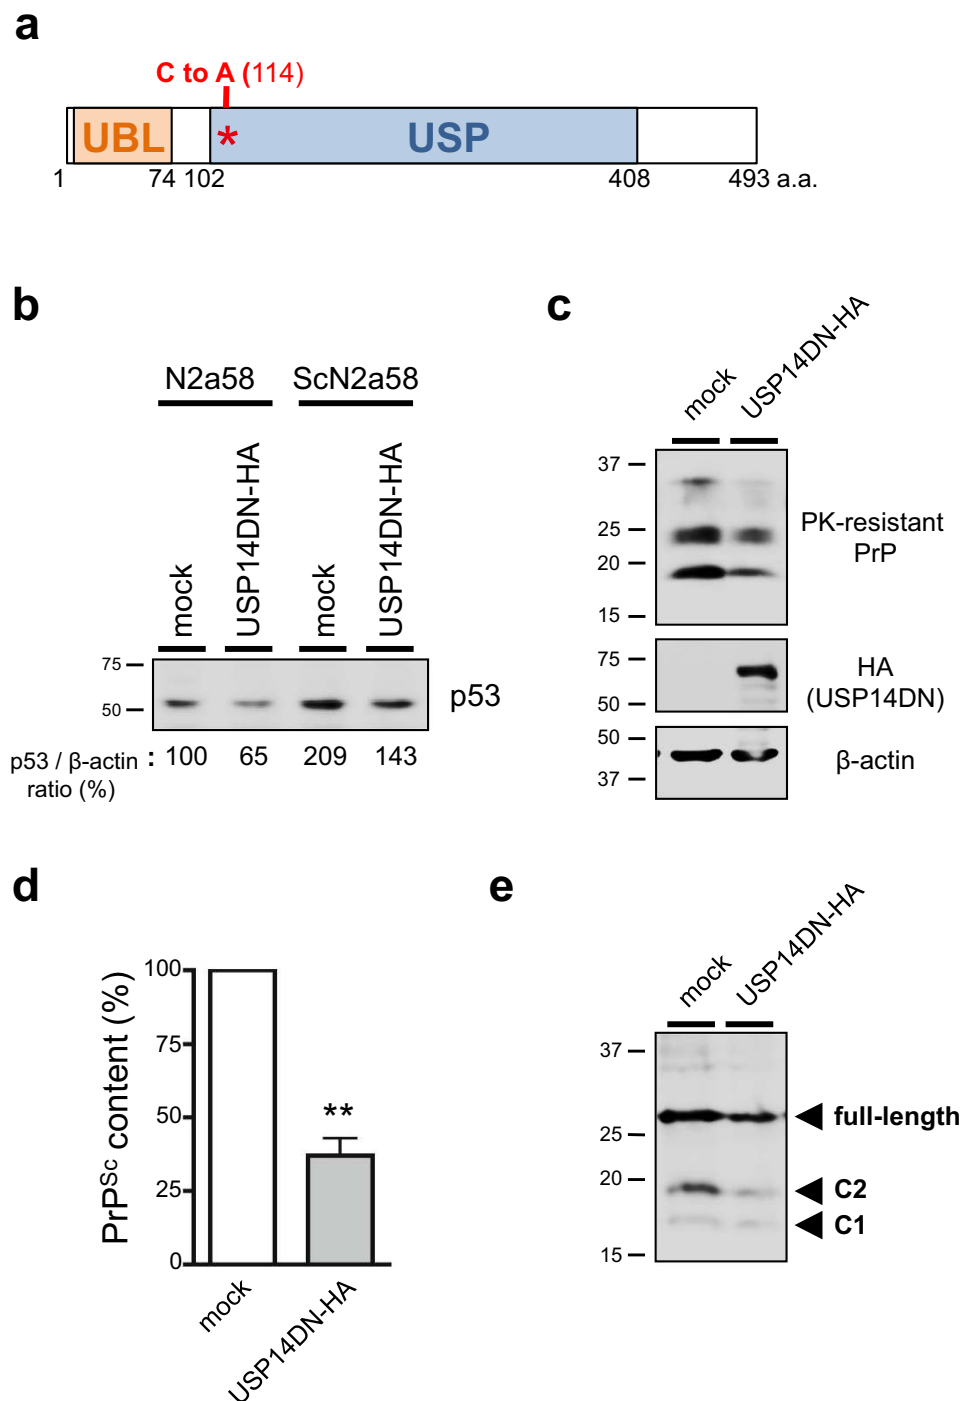 a
C to A (114)
UBL * USP
1 74 102 408 493 a.a.
b
N2a58 ScN2a58
mock USP14DN-HA mock USP14DN-HA
75
50
p53
p53 / β-actin : 100 65 209 143
ratio (%)
c
mock USP14DN-HA
37
25
20
15
PK-resistant
PrP
75
50
HA
(USP14DN)
50
37
β-actin
d
PrPSc content (%)
100
75
50
25
0
**
mock USP14DN-HA
e
mock USP14DN-HA
37
25
20
15
full-length
C2
C1